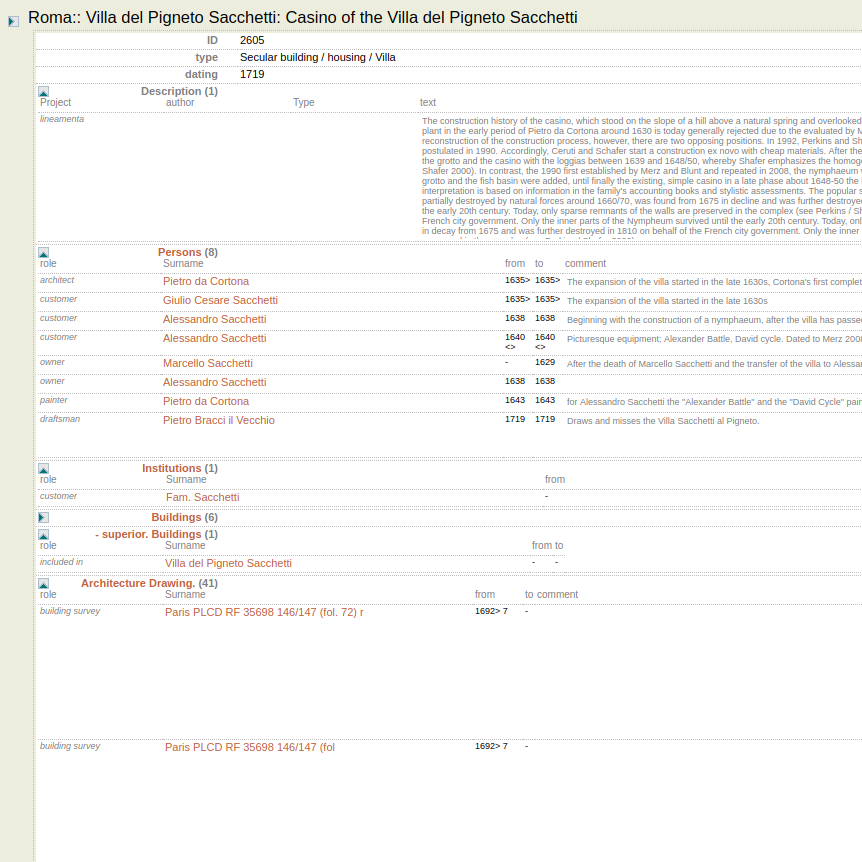 Roma:: Villa del Pigneto Sacchetti: Casino of the Villa del Pigneto Sacchetti
ID 2605
type Secular building / housing / Villa
dating 1719
Description (1)
Project author Type text
lineamenta
The construction history of the casino, which stood on the slope of a hill above a natural spring and overlooked
plant in the early period of Pietro da Cortona around 1630 is today generally rejected due to the evaluated by M
reconstruction of the construction process, however, there are two opposing positions. In 1992, Perkins and Sh
postulated in 1990. Accordingly, Ceruti and Schafer start a construction ex novo with cheap materials. After the
the grotto and the casino with the loggias between 1639 and 1648/50, whereby Shafer emphasizes the homog
Shafer 2000). In contrast, the 1990 first established by Merz and Blunt and repeated in 2008, the nymphaeum
grotto and the fish basin were added, until finally the existing, simple casino in a late phase about 1648-50 the
interpretation is based on information in the family's accounting books and stylistic assessments. The popular s
partially destroyed by natural forces around 1660/70, was found from 1675 in decline and was further destroye
the early 20th century. Today, only sparse remnants of the walls are preserved in the complex (see Perkins / Sh
French city government. Only the inner parts of the Nympheum survived until the early 20th century. Today, onl
in decay from 1675 and was further destroyed in 1810 on behalf of the French city government. Only the inner
Persons (8)
role Surname from to comment
architect Pietro da Cortona 1635> 1635> The expansion of the villa started in the late 1630s, Cortona's first complet
customer Giulio Cesare Sacchetti 1635> 1635> The expansion of the villa started in the late 1630s
customer Alessandro Sacchetti 1638 1638 Beginning with the construction of a nymphaeum, after the villa has passe
customer Alessandro Sacchetti 1640 1640 Picturesque equipment; Alexander Battle, David cycle. Dated to Merz 2008
<> <>
owner Marcello Sacchetti - 1629 After the death of Marcello Sacchetti and the transfer of the villa to Alessan
owner Alessandro Sacchetti 1638 1638
painter Pietro da Cortona 1643 1643 for Alessandro Sacchetti the "Alexander Battle" and the "David Cycle" pain
draftsman Pietro Bracci il Vecchio 1719 1719 Draws and misses the Villa Sacchetti al Pigneto.
Institutions (1)
role Surname from
customer Fam. Sacchetti -
Buildings (6)
- superior. Buildings (1)
role Surname from to
included in Villa del Pigneto Sacchetti - -
Architecture Drawing. (41)
role Surname from to comment
building survey Paris PLCD RF 35698 146/147 (fol. 72) r 1692> 7 -
building survey Paris PLCD RF 35698 146/147 (fol 1692> 7 -